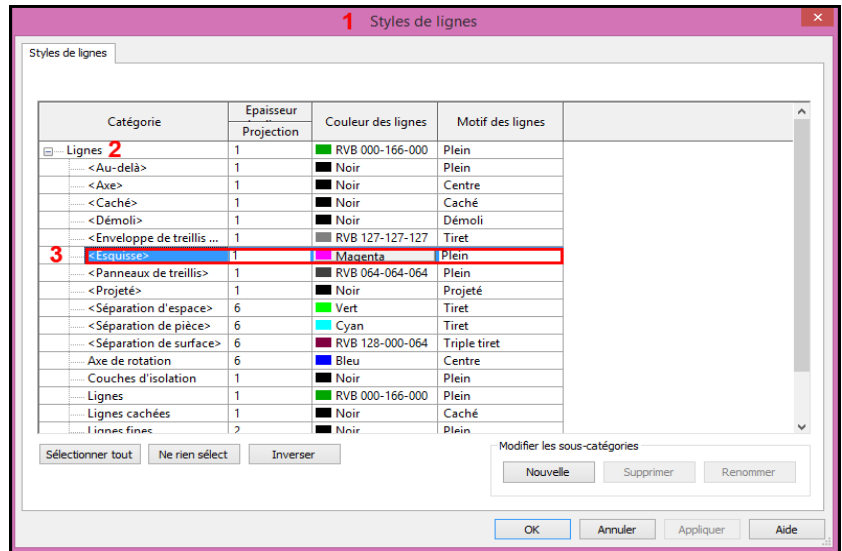 1 Styles de lignes
Styles de lignes
Catégorie Epaisseur Couleur des lignes Motif des lignes
Projection
Lignes 2 1 RVB 000-166-000 Plein
<Au-delà> 1 Noir Plein
<Axe> 1 Noir Centre
<Caché> 1 Noir Caché
<Démoli> 1 Noir Démoli
<Enveloppe de treillis ... 1 RVB 127-127-127 Tiret
3 <Esquisse> 1 Magenta Plein
<Panneaux de treillis> 1 RVB 064-064-064 Plein
<Projeté> 1 Noir Projeté
<Séparation d'espace> 6 Vert Tiret
<Séparation de pièce> 6 Cyan Tiret
<Séparation de surface> 6 RVB 128-000-064 Triple tiret
Axe de rotation 6 Bleu Centre
Couches d'isolation 1 Noir Plein
Lignes 1 RVB 000-166-000 Plein
Lignes cachées 1 Noir Caché
Lignes fines 2 Noir Plein
Modifier les sous-catégories
Sélectionner tout Ne rien sélect Inverser
Nouvelle Supprimer Renommer
OK Annuler Appliquer Aide